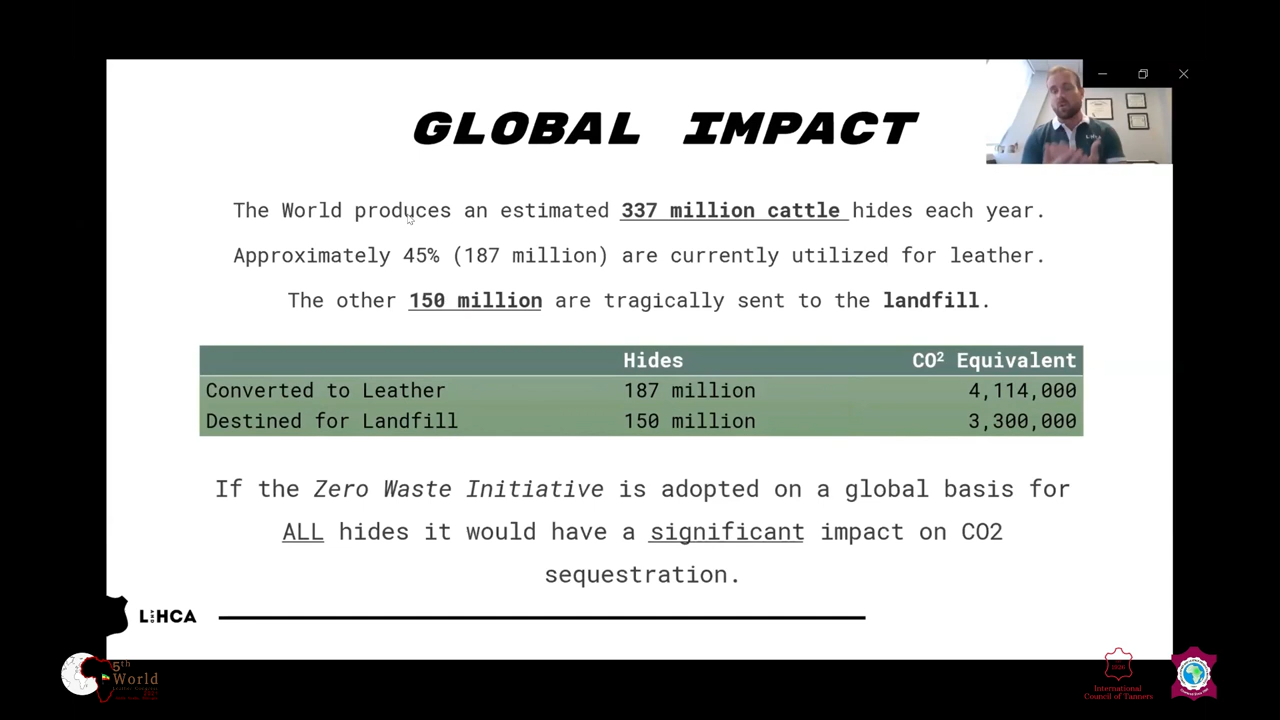 GLOBAL IMPACT
The World produces an estimated 337 million cattle hides each year.
Approximately 45% (187 million) are currently utilized for leather.
The other 150 million are tragically sent to the landfill.
Hides CO² Equivalent
Converted to Leather 187 million 4,114,000
Destined for Landfill 150 million 3,300,000
If the Zero Waste Initiative is adopted on a global basis for
ALL hides it would have a significant impact on CO2
sequestration.
L&HCA
5th
World
International
Council of Tanners